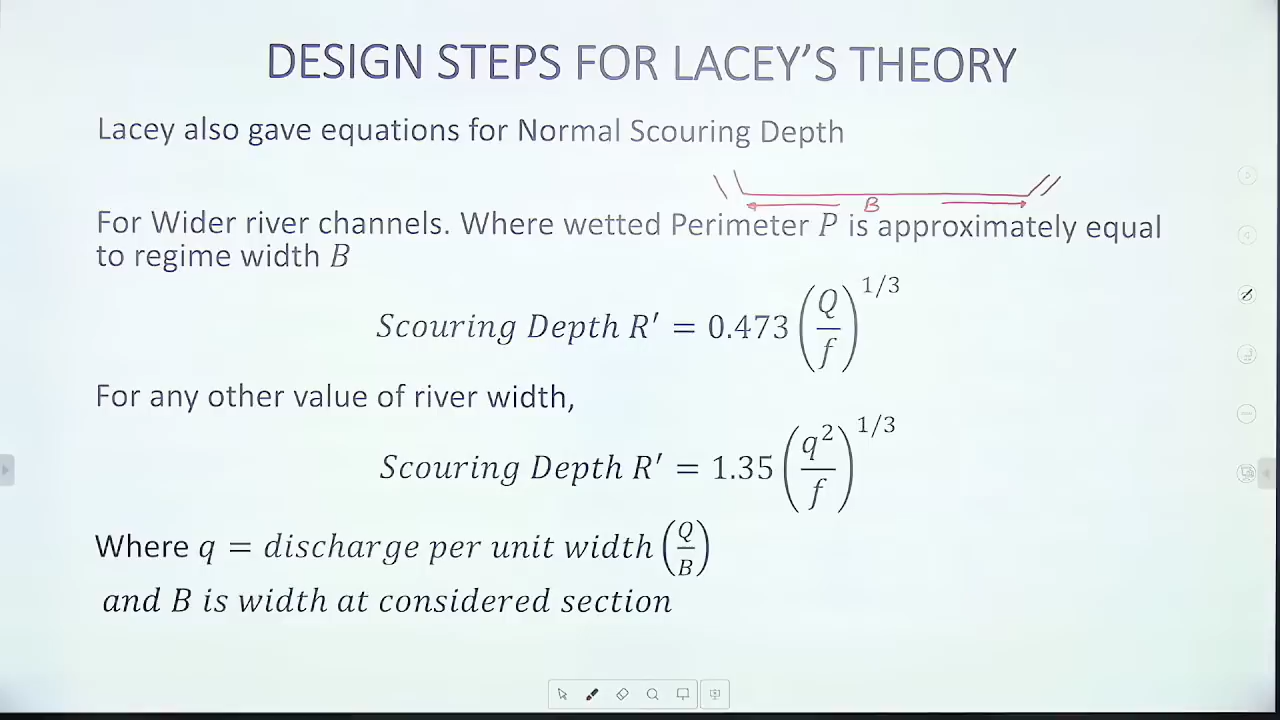 DESIGN STEPS FOR LACEY'S THEORY
Lacey also gave equations for Normal Scouring Depth
B
For Wider river channels. Where wetted Perimeter P is approximately equal
to regime width B
Scouring Depth R′ = 0.473 (Q/f)^1/3
For any other value of river width,
Scouring Depth R′ = 1.35 (q²/f)^1/3
Where q = discharge per unit width (Q/B)
and B is width at considered section